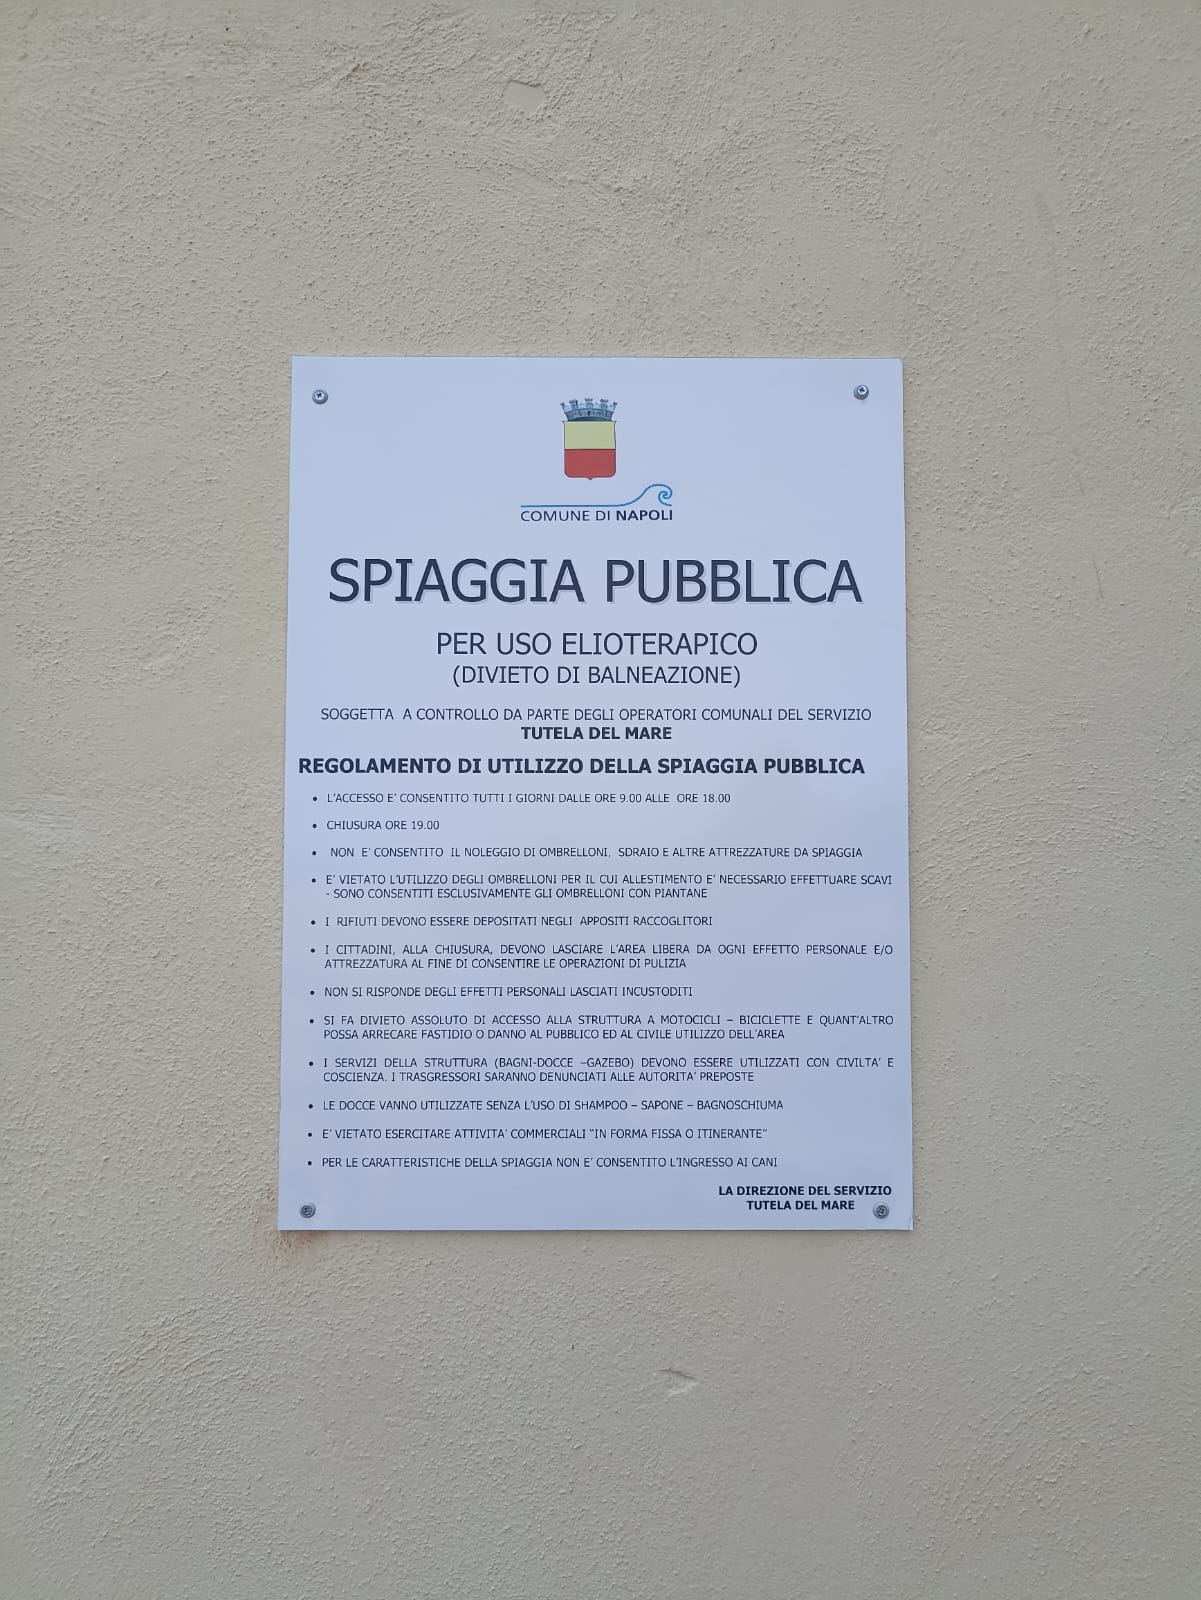 COMUNE DI NAPOLI
SPIAGGIA PUBBLICA
PER USO ELIOTERAPICO
(DIVIETO DI BALNEAZIONE)
SOGGETTA A CONTROLLO DA PARTE DEGLI OPERATORI COMUNALI DEL SERVIZIO
TUTELA DEL MARE
REGOLAMENTO DI UTILIZZO DELLA SPIAGGIA PUBBLICA
• L'ACCESSO E' CONSENTITO TUTTI I GIORNI DALLE ORE 9.00 ALLE ORE 18.00
• CHIUSURA ORE 19.00
• NON E' CONSENTITO IL NOLEGGIO DI OMBRELLONI, SDRAIO E ALTRE ATTREZZATURE DA SPIAGGIA
• E' VIETATO L'UTILIZZO DEGLI OMBRELLONI PER IL CUI ALLESTIMENTO E' NECESSARIO EFFETTUARE SCAVI
- SONO CONSENTITI ESCLUSIVAMENTE GLI OMBRELLONI CON PIANTANE
• I RIFIUTI DEVONO ESSERE DEPOSITATI NEGLI APPOSITI RACCOGLITORI
• I CITTADINI, ALLA CHIUSURA, DEVONO LASCIARE L'AREA LIBERA DA OGNI EFFETTO PERSONALE E/O
ATTREZZATURA AL FINE DI CONSENTIRE LE OPERAZIONI DI PULIZIA
• NON SI RISPONDE DEGLI EFFETTI PERSONALI LASCIATI INCUSTODITI
• SI FA DIVIETO ASSOLUTO DI ACCESSO ALLA STRUTTURA A MOTOCICLI – BICICLETTE E QUANT'ALTRO
POSSA ARRECARE FASTIDIO O DANNO AL PUBBLICO ED AL CIVILE UTILIZZO DELL'AREA
• I SERVIZI DELLA STRUTTURA (BAGNI-DOCCE –GAZEBO) DEVONO ESSERE UTILIZZATI CON CIVILTA' E
COSCIENZA. I TRASGRESSORI SARANNO DENUNCIATI ALLE AUTORITA' PREPOSTE
• LE DOCCE VANNO UTILIZZATE SENZA L'USO DI SHAMPOO – SAPONE – BAGNOSCHIUMA
• E' VIETATO ESERCITARE ATTIVITA' COMMERCIALI "IN FORMA FISSA O ITINERANTE"
• PER LE CARATTERISTICHE DELLA SPIAGGIA NON E' CONSENTITO L'INGRESSO AI CANI
LA DIREZIONE DEL SERVIZIO
TUTELA DEL MARE